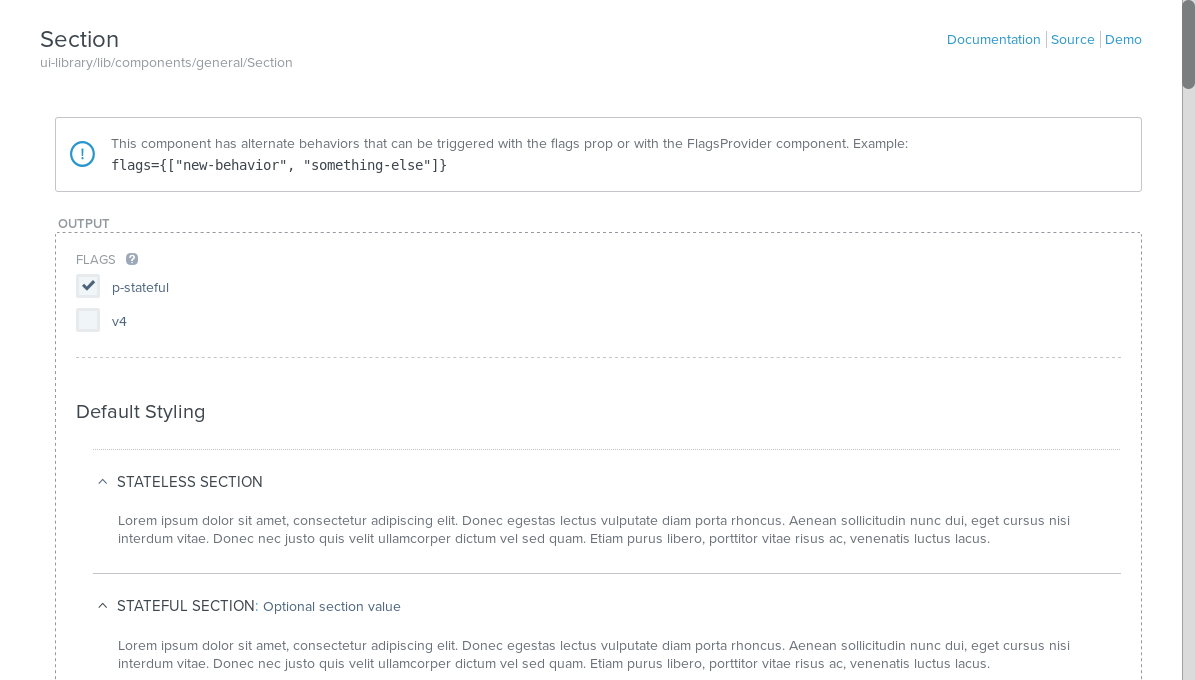 Section
Documentation Source Demo
ui-library/lib/components/general/Section
This component has alternate behaviors that can be triggered with the flags prop or with the FlagsProvider component. Example:
flags={["new-behavior", "something-else"]}
OUTPUT
FLAGS ?
p-stateful
v4
Default Styling
STATELESS SECTION
Lorem ipsum dolor sit amet, consectetur adipiscing elit. Donec egestas lectus vulputate diam porta rhoncus. Aenean sollicitudin nunc dui, eget cursus nisi
interdum vitae. Donec nec justo quis velit ullamcorper dictum vel sed quam. Etiam purus libero, porttitor vitae risus ac, venenatis luctus lacus.
STATEFUL SECTION: Optional section value
Lorem ipsum dolor sit amet, consectetur adipiscing elit. Donec egestas lectus vulputate diam porta rhoncus. Aenean sollicitudin nunc dui, eget cursus nisi
interdum vitae. Donec nec justo quis velit ullamcorper dictum vel sed quam. Etiam purus libero, porttitor vitae risus ac, venenatis luctus lacus.